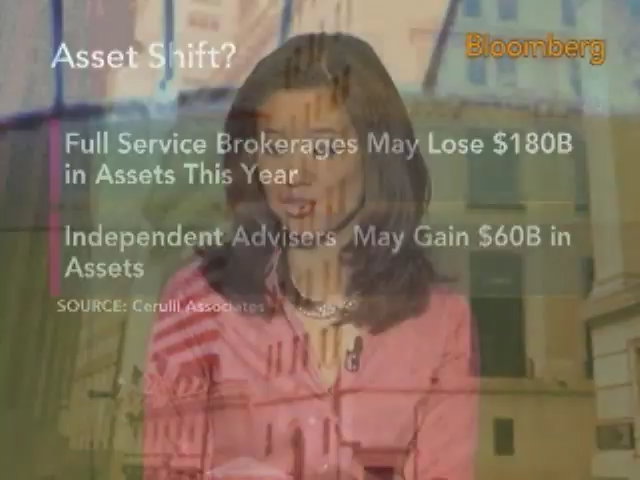 Asset Shift?
Bloomberg
Full Service Brokerages May Lose $180B
in Assets This Year
Independent Advisers May Gain $60B in
Assets
SOURCE: Cerulli Associates